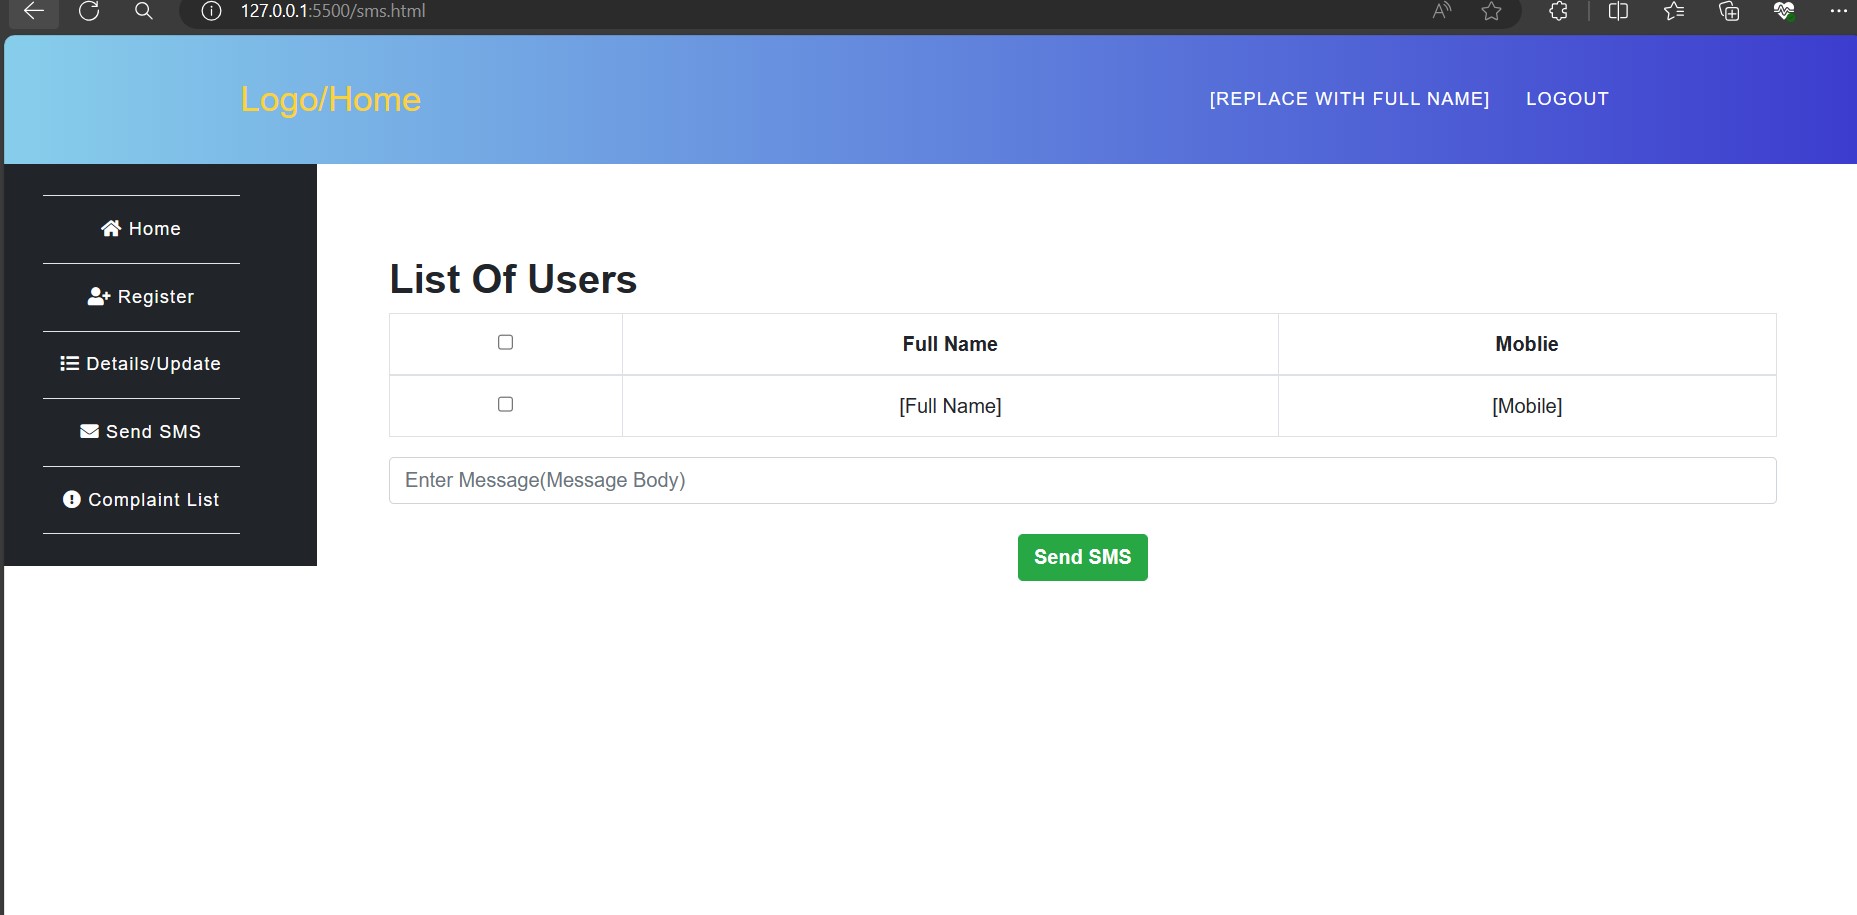 127.0.0.1:5500/sms.html
Logo/Home
[REPLACE WITH FULL NAME] LOGOUT
Home
Register
Details/Update
Send SMS
Complaint List
List Of Users
Full Name Moblie
[Full Name] [Mobile]
Enter Message(Message Body)
Send SMS